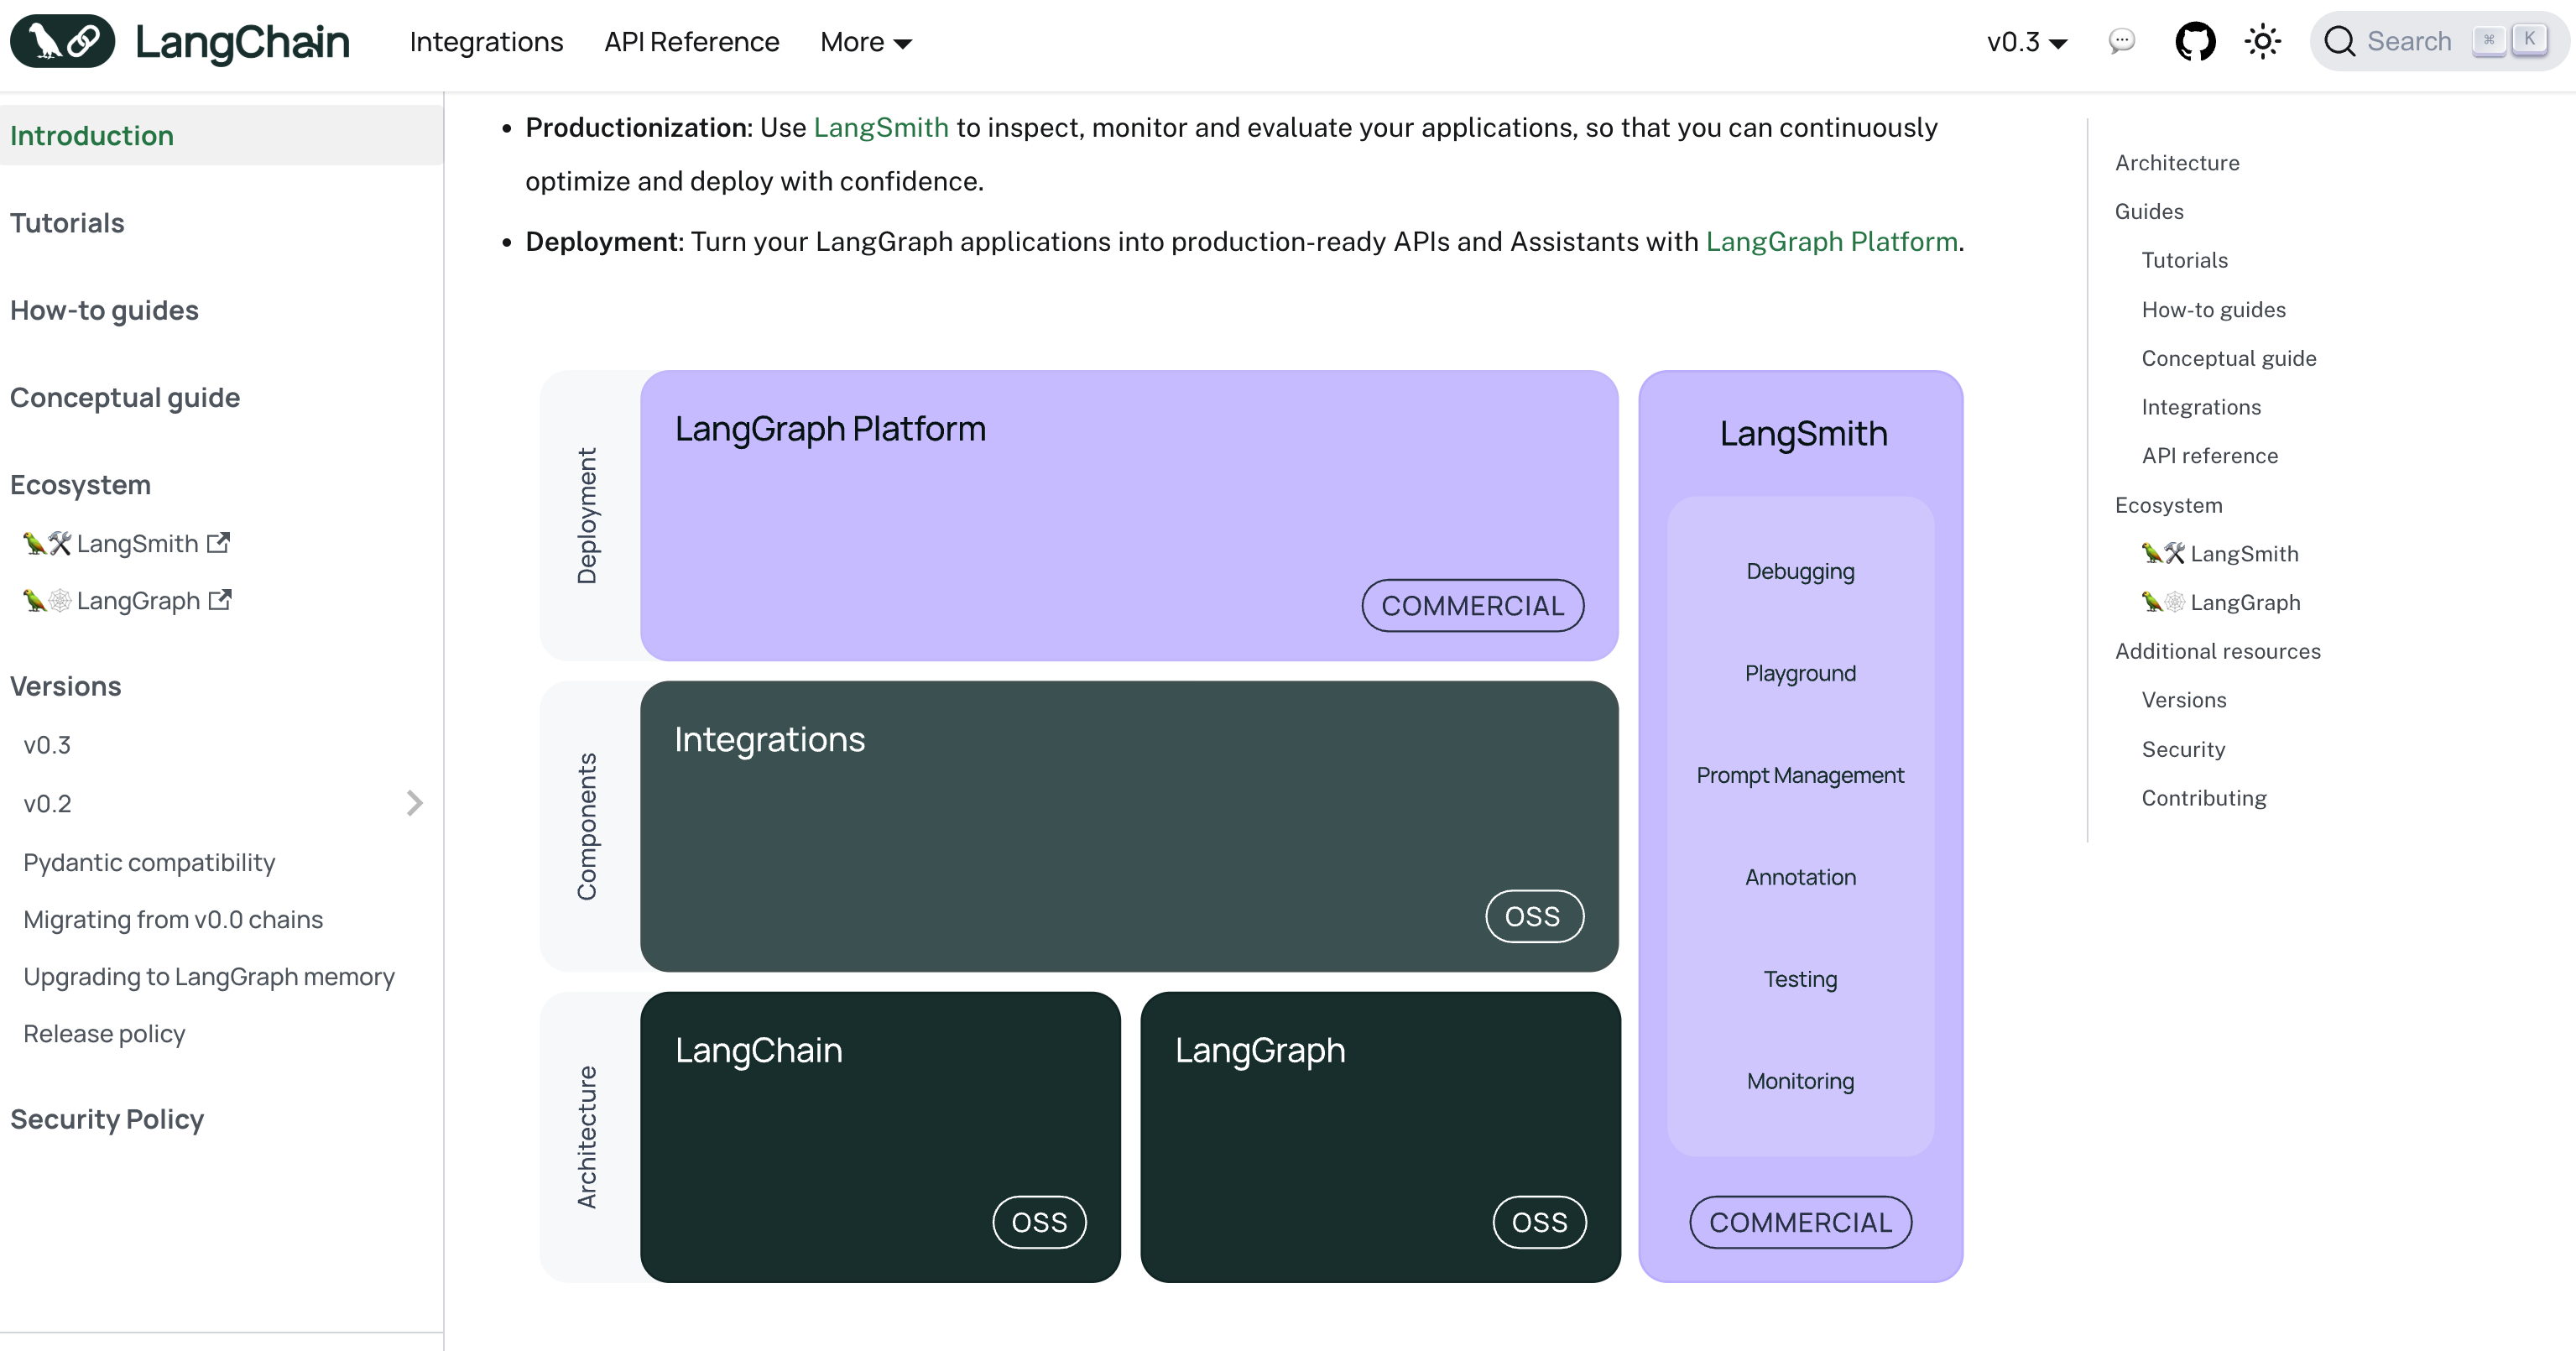 LangChain
Integrations
API Reference
More
v0.3
Search
⌘
K
Introduction
Tutorials
How-to guides
Conceptual guide
Ecosystem
LangSmith
LangGraph
Versions
v0.3
v0.2
Pydantic compatibility
Migrating from v0.0 chains
Upgrading to LangGraph memory
Release policy
Security Policy
• Productionization: Use LangSmith to inspect, monitor and evaluate your applications, so that you can continuously
optimize and deploy with confidence.
• Deployment: Turn your LangGraph applications into production-ready APIs and Assistants with LangGraph Platform.
Deployment
LangGraph Platform
COMMERCIAL
Components
Integrations
OSS
Architecture
LangChain
OSS
LangGraph
OSS
LangSmith
Debugging
Playground
Prompt Management
Annotation
Testing
Monitoring
COMMERCIAL
Architecture
Guides
Tutorials
How-to guides
Conceptual guide
Integrations
API reference
Ecosystem
LangSmith
LangGraph
Additional resources
Versions
Security
Contributing